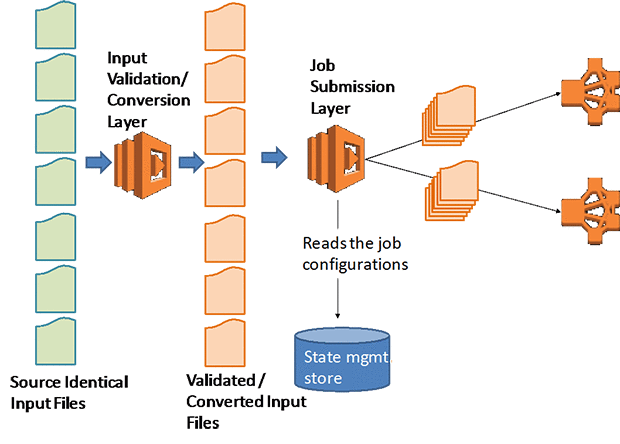 Input
Validation/
Conversion
Layer
Job
Submission
Layer
Reads the job
configurations
State mgmt
store
Source Identical
Input Files
Validated /
Converted Input
Files